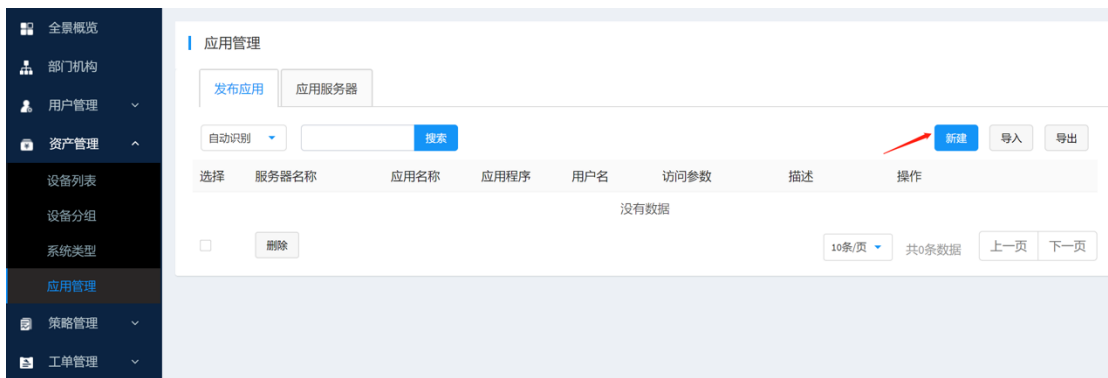 全景概览
部门机构
用户管理
资产管理
设备列表
设备分组
系统类型
应用管理
策略管理
工单管理
应用管理
发布应用 应用服务器
自动识别 搜索 新建 导入 导出
选择 服务器名称 应用名称 应用程序 用户名 访问参数 描述 操作
没有数据
删除 10条/页 共0条数据 上一页 下一页